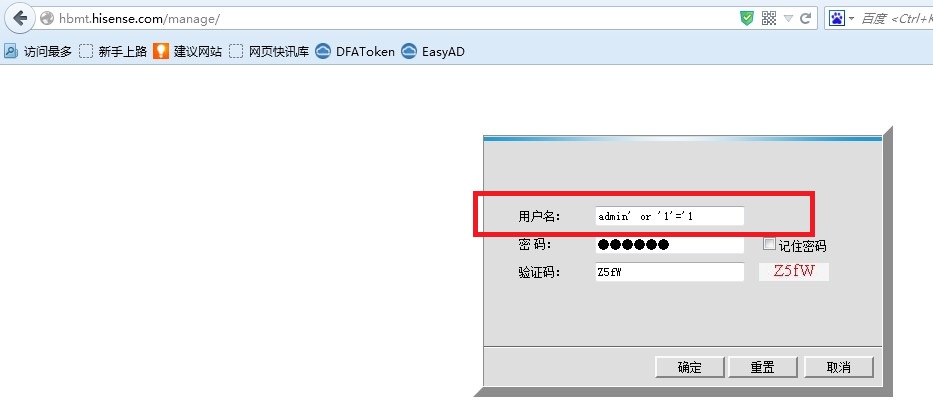 hbmt.hisense.com/manage/
百度 <Ctrl+K
访问最多 新手上路 建议网站 网页快讯库 DFAToken EasyAD
用户名: admin' or '1'='1
密 码: 记住密码
验证码: Z5fW Z5fW
确定 重置 取消